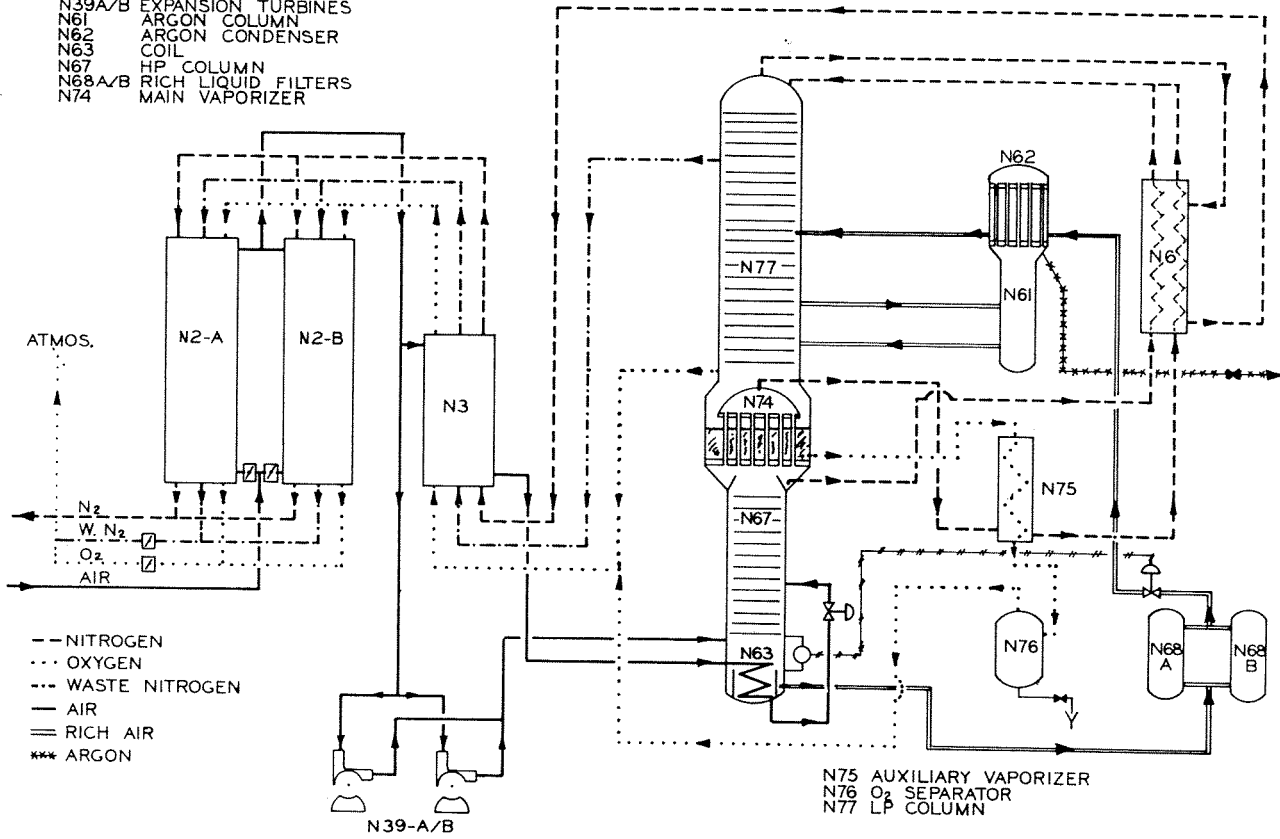 N39A/B EXPANSION TURBINES
N61 ARGON COLUMN
N62 ARGON CONDENSER
N63 COIL
N67 HP COLUMN
N68A/B RICH LIQUID FILTERS
N74 MAIN VAPORIZER
N62
N6
N77
N61
N2-A
N2-B
ATMOS.
N3
N74
N75
N67
N₂
W. N₂
O₂
AIR
NITROGEN
OXYGEN
WASTE NITROGEN
AIR
RICH AIR
ARGON
N63
N76
N68 A
N68 B
N75 AUXILIARY VAPORIZER
N76 O₂ SEPARATOR
N77 LP COLUMN
N39-A/B